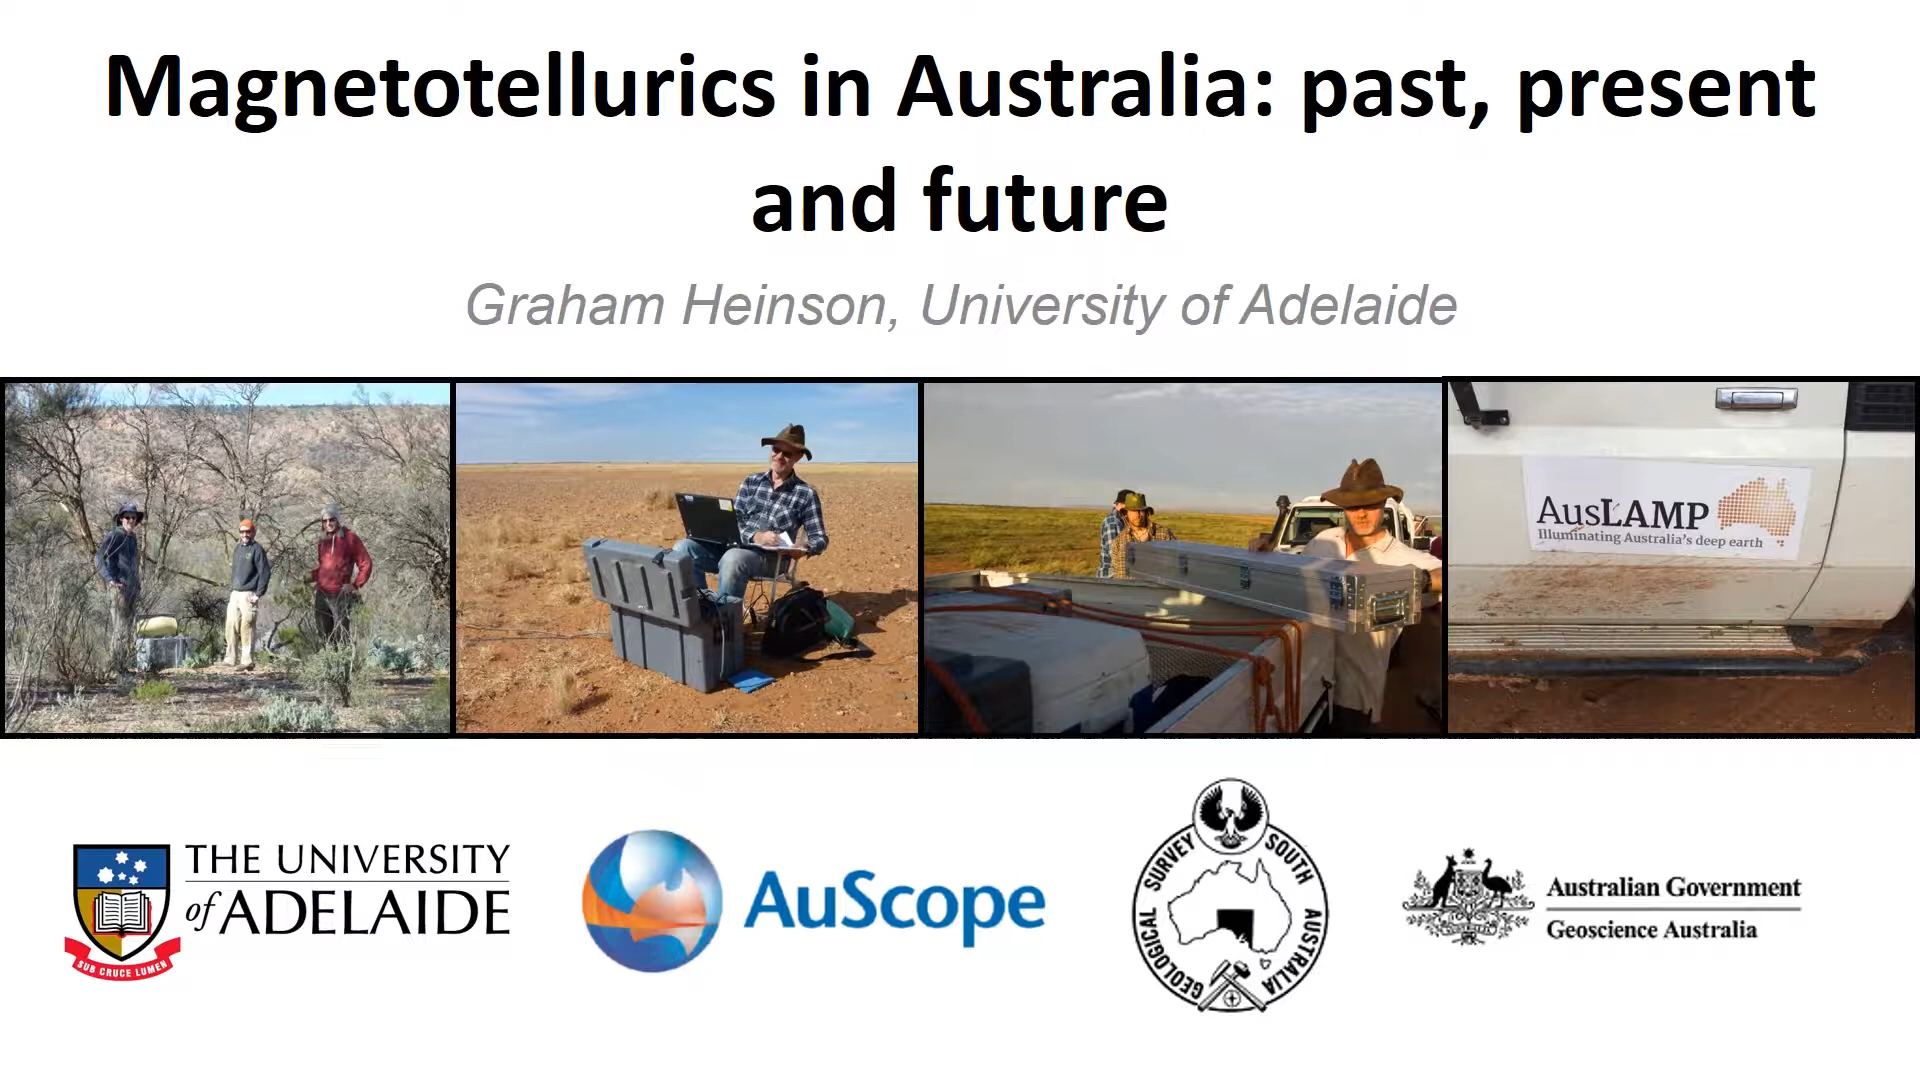 Magnetotellurics in Australia: past, present
and future
Graham Heinson, University of Adelaide
AusLAMP
Illuminating Australia's deep earth
THE UNIVERSITY
of ADELAIDE
SUB CRUCE LUMEN
AuScope
GEOLOGICAL SURVEY SOUTH AUSTRALIA
Australian Government
Geoscience Australia